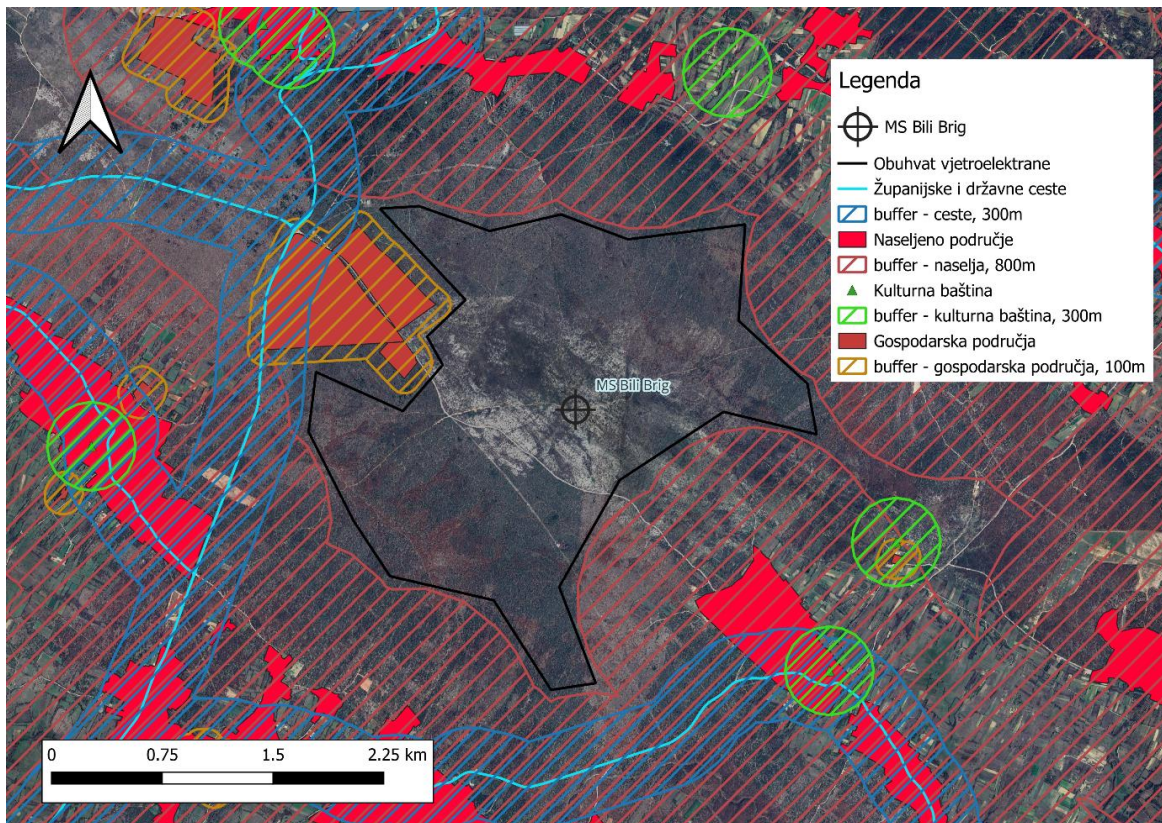 Legenda
MS Bili Brig
Obuhvat vjetroelektrane
Županijske i državne ceste
buffer - ceste, 300m
Naseljeno područje
buffer - naselja, 800m
Kulturna baština
buffer - kulturna baština, 300m
Gospodarska područja
buffer - gospodarska područja, 100m
MS Bili Brig
0 0.75 1.5 2.25 km